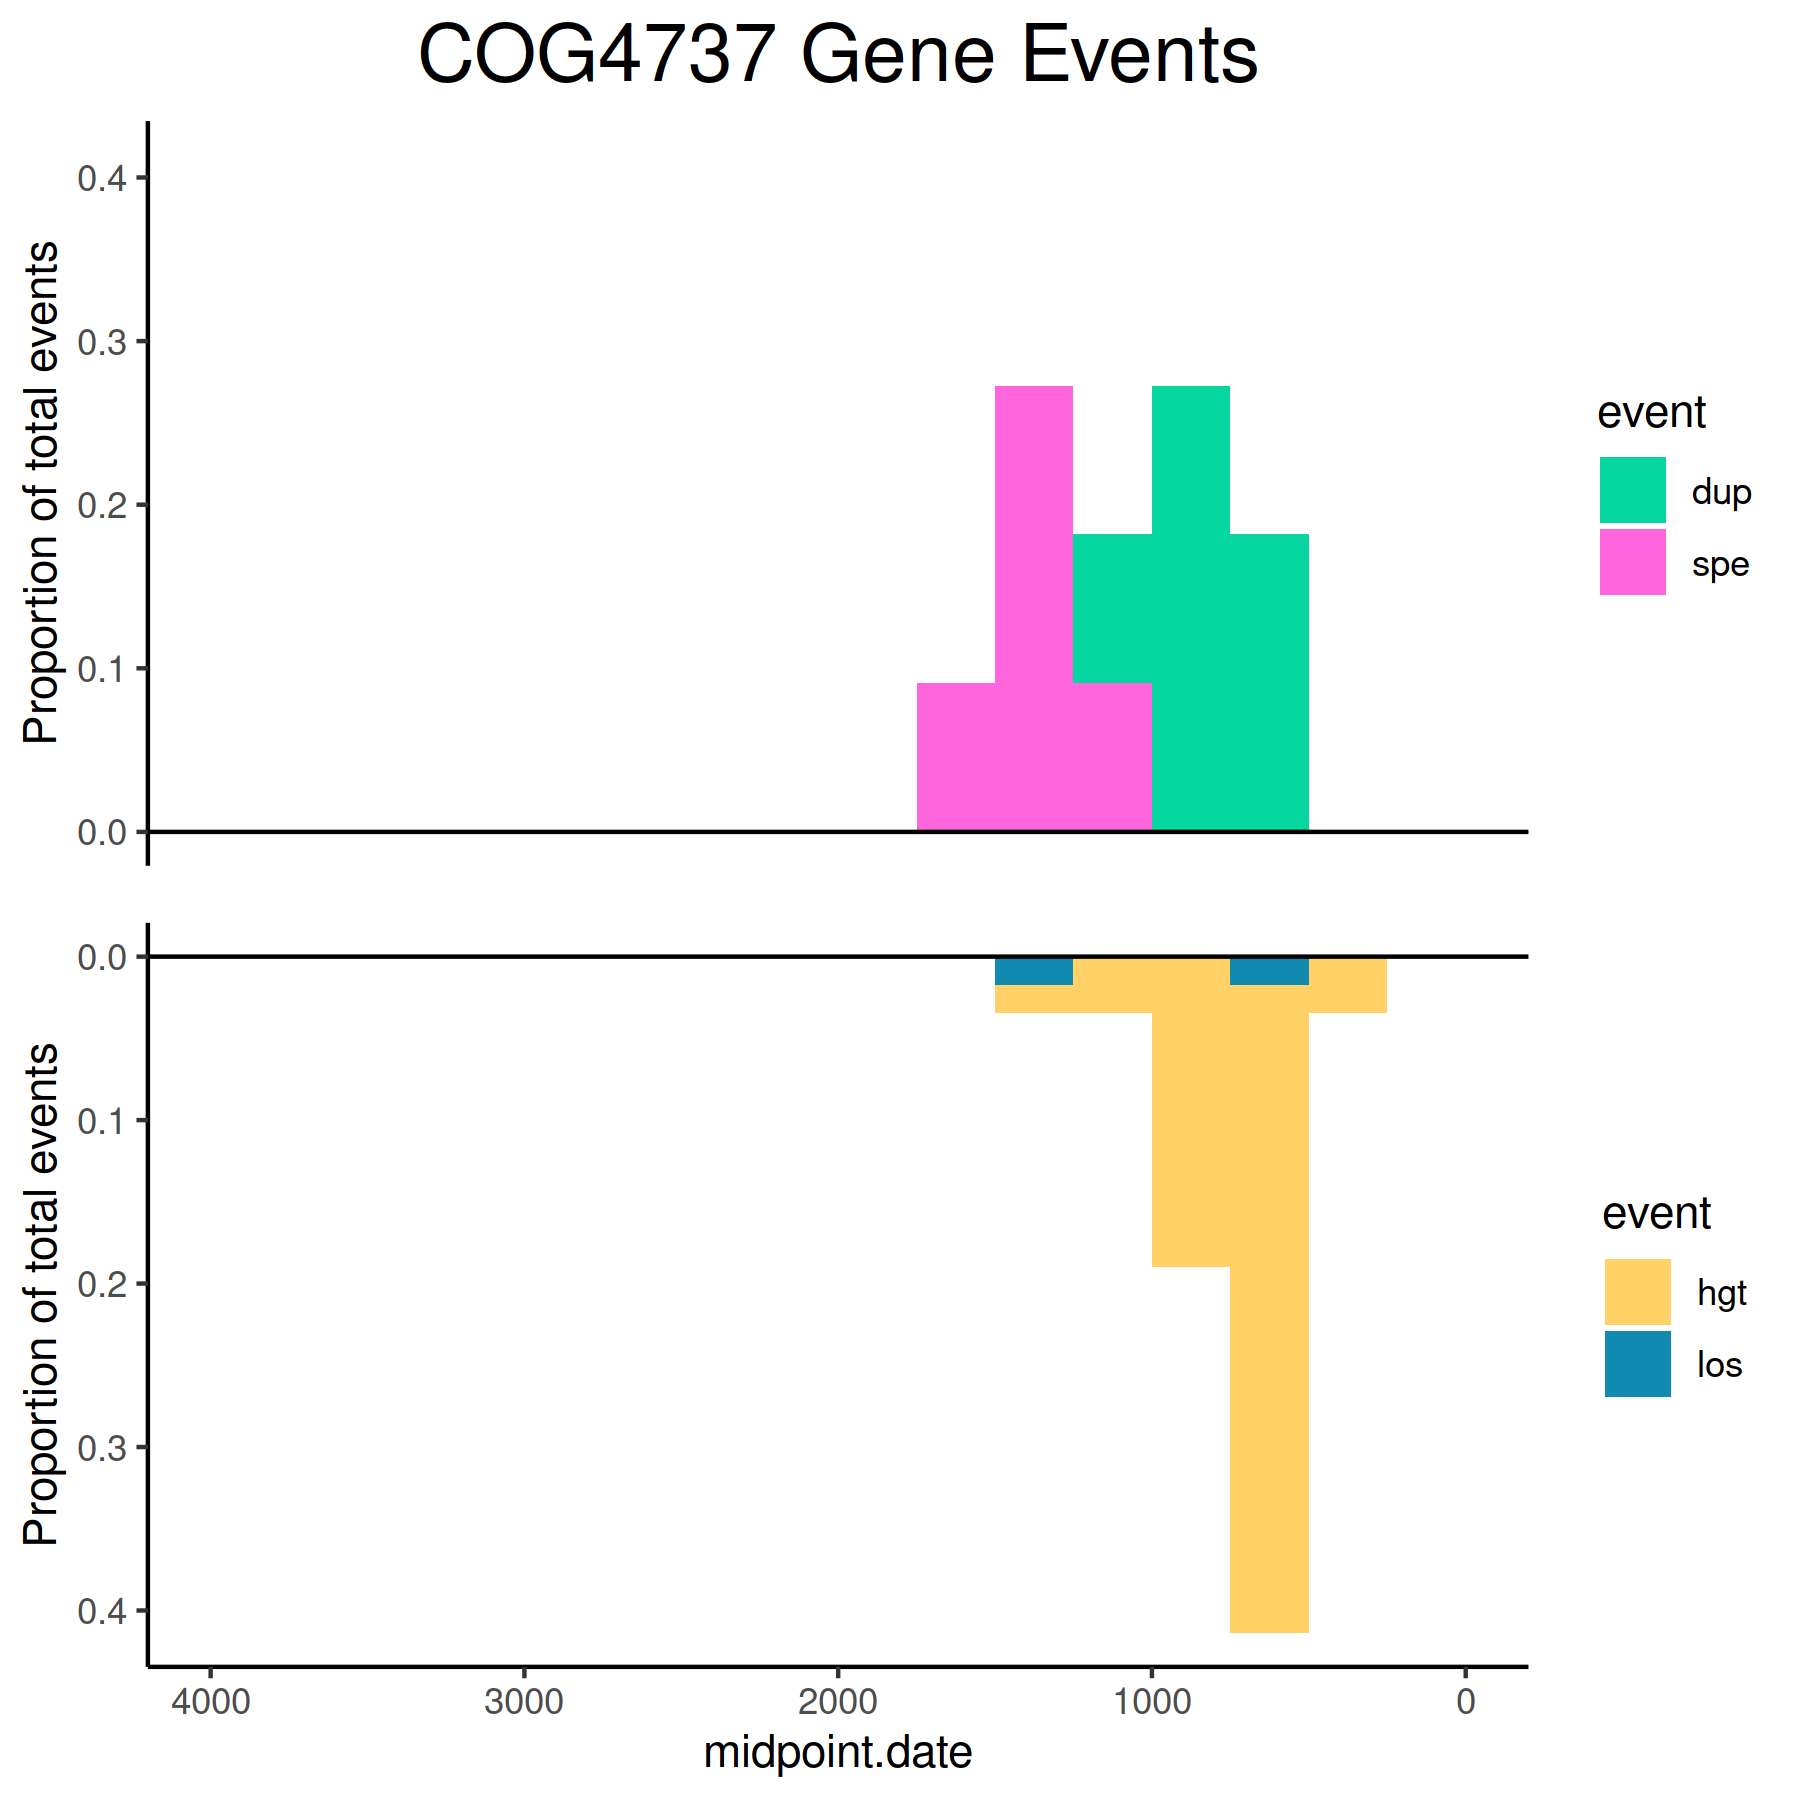 COG4737 Gene Events
Proportion of total events
0.4
0.3
0.2
0.1
0.0
event
dup
spe
Proportion of total events
0.0
0.1
0.2
0.3
0.4
event
hgt
los
4000 3000 2000 1000 0
midpoint.date